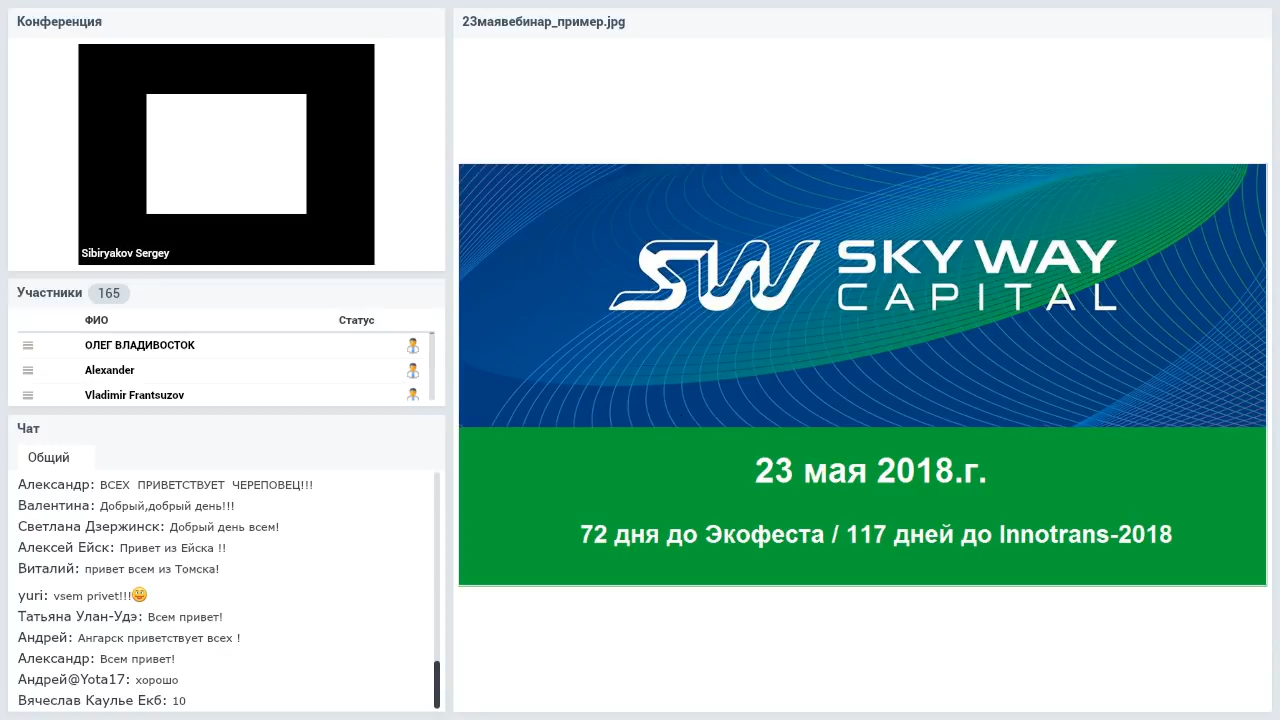 Конференция
Sibiryakov Sergey
Участники 165
ФИО Статус
ОЛЕГ ВЛАДИВОСТОК
Alexander
Vladimir Frantsuzov
Чат
Общий
Александр: ВСЕХ ПРИВЕТСТВУЕТ ЧЕРЕПОВЕЦ!!!
Валентина: Добрый,добрый день!!!
Светлана Дзержинск: Добрый день всем!
Алексей Ейск: Привет из Ейска !!
Виталий: привет всем из Томска!
yuri: vsem privet!!!
Татьяна Улан-Удэ: Всем привет!
Андрей: Ангарск приветствует всех !
Александр: Всем привет!
Андрей@Yota17: хорошо
Вячеслав Каулье Екб: 10
23маявебинар_пример.jpg
SW SKY WAY
CAPITAL
23 мая 2018.г.
72 дня до Экофеста / 117 дней до Innotrans-2018